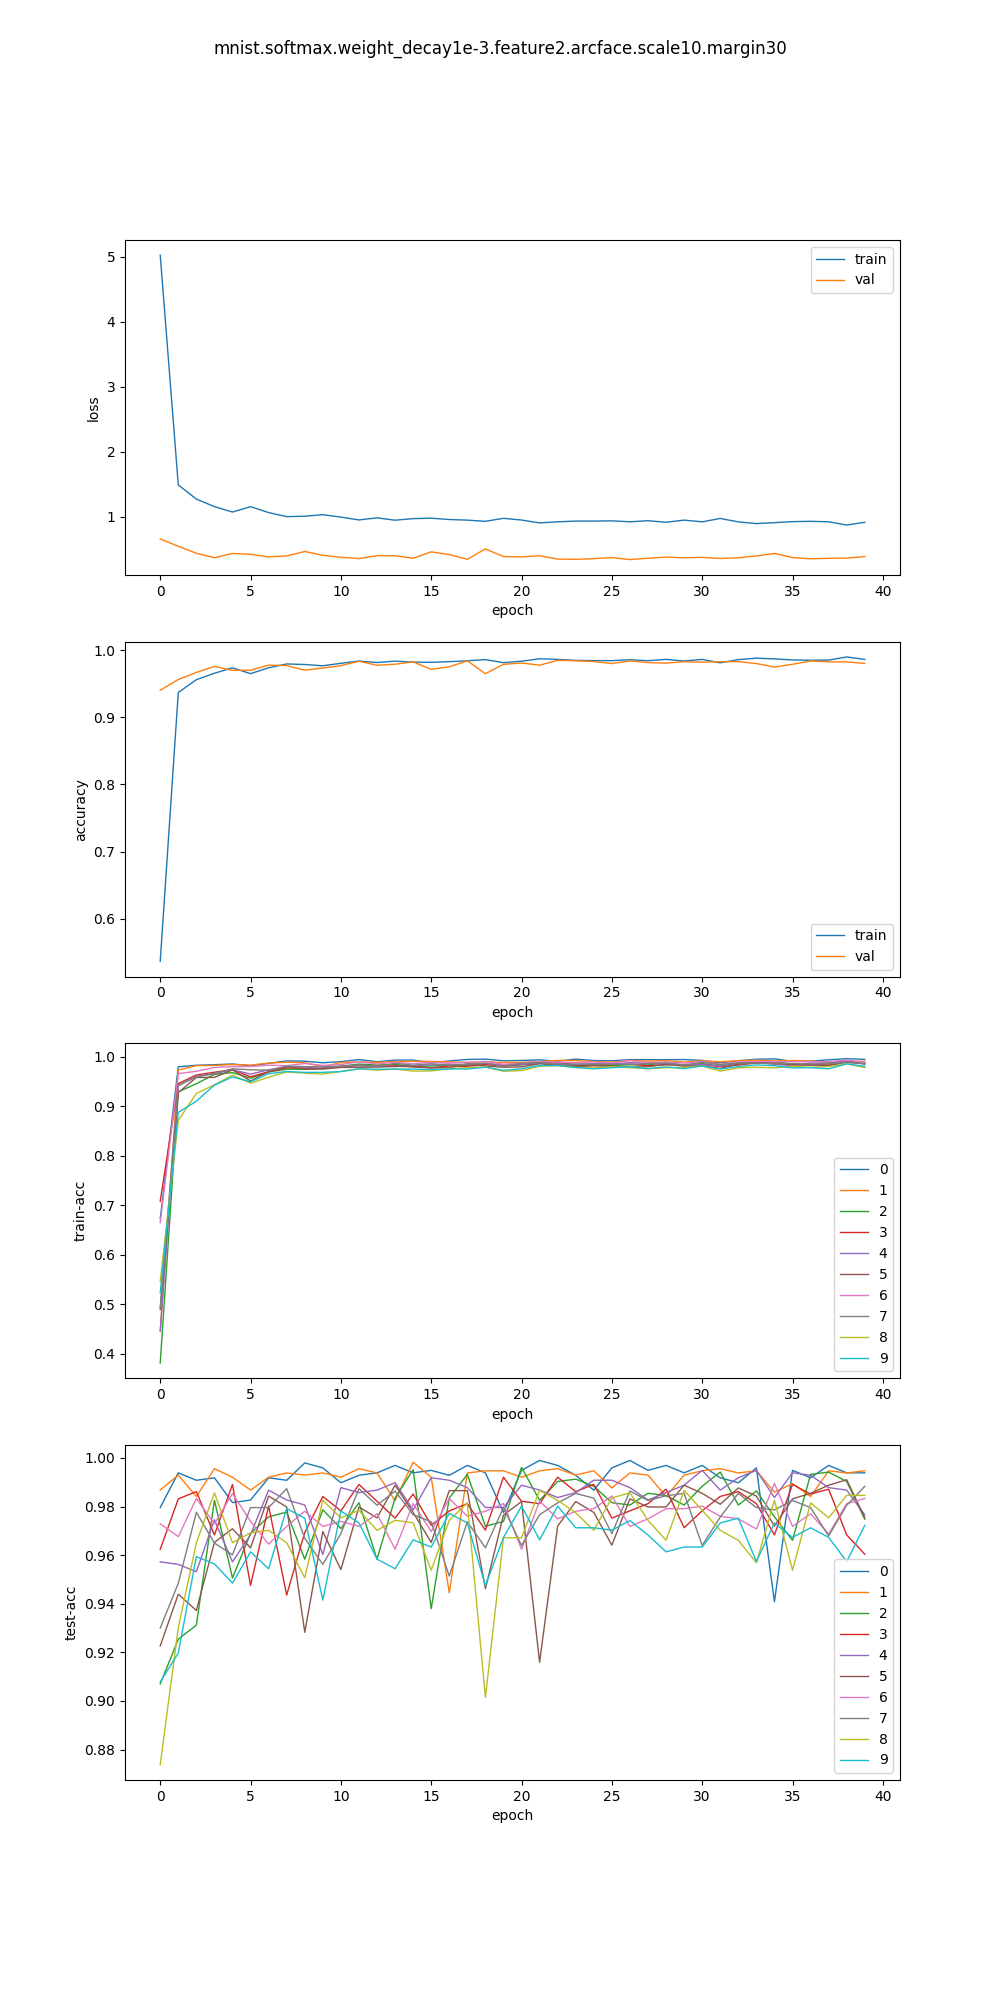 mnist.softmax.weight_decay1e-3.feature2.arcface.scale10.margin30
5
4
3
2
1
loss
train
val
0 5 10 15 20 25 30 35 40
epoch
1.0
0.9
0.8
0.7
0.6
accuracy
train
val
0 5 10 15 20 25 30 35 40
epoch
1.0
0.9
0.8
0.7
0.6
0.5
0.4
train-acc
0
1
2
3
4
5
6
7
8
9
0 5 10 15 20 25 30 35 40
epoch
1.00
0.98
0.96
0.94
0.92
0.90
0.88
test-acc
0
1
2
3
4
5
6
7
8
9
0 5 10 15 20 25 30 35 40
epoch